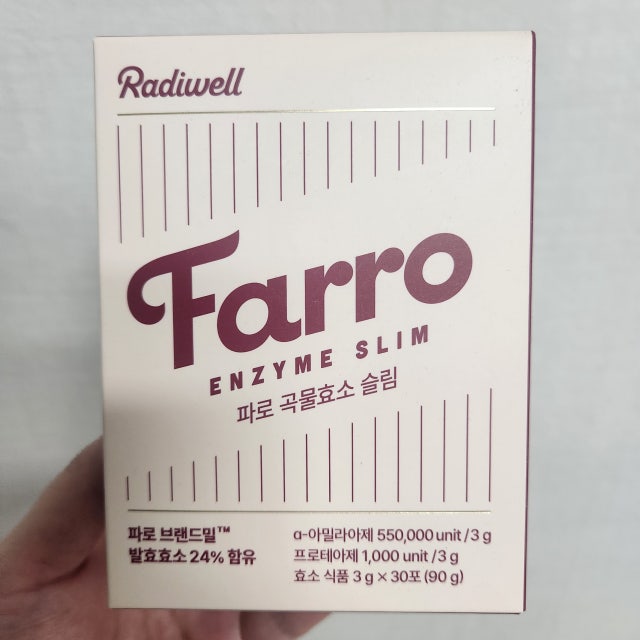 Radiwell
Farro
ENZYME SLIM
파로 곡물효소 슬림
파로 브랜드밀™
발효효소 24% 함유
α-아밀라아제 550,000 unit /3 g
프로테아제 1,000 unit /3 g
효소 식품 3 g × 30포 (90 g)